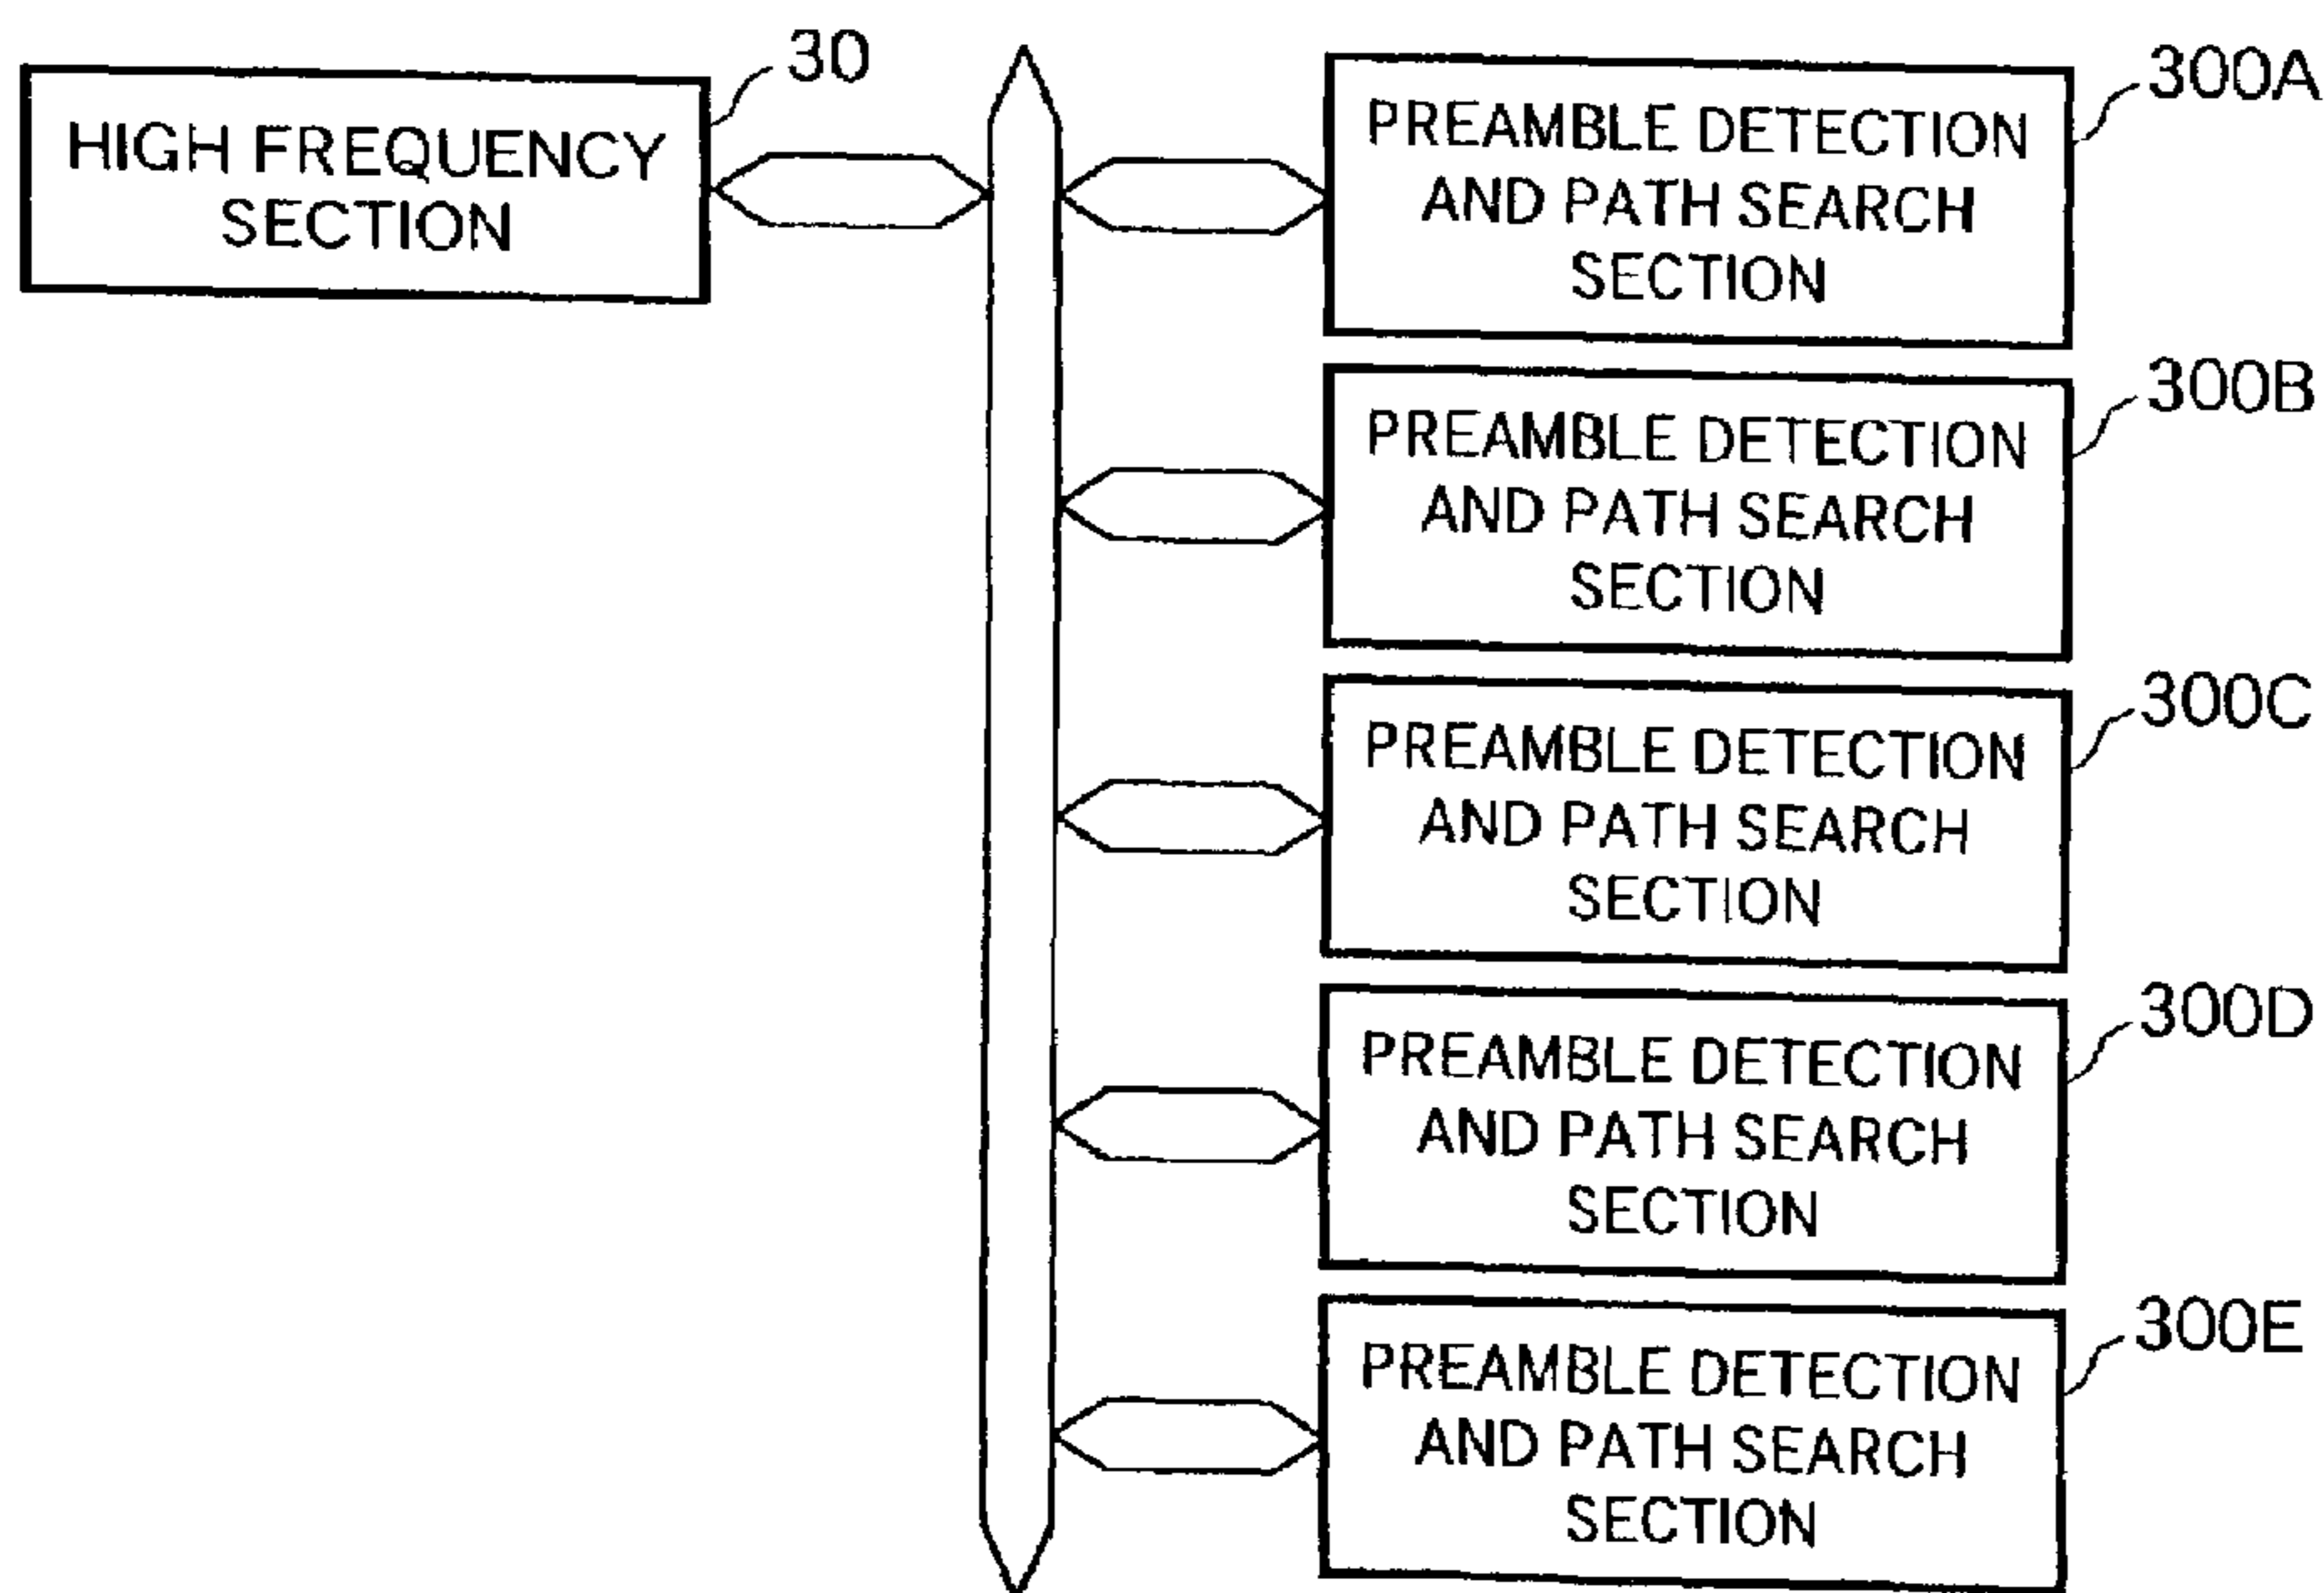 30
HIGH FREQUENCY
SECTION
300A
PREAMBLE DETECTION
AND PATH SEARCH
SECTION
300B
PREAMBLE DETECTION
AND PATH SEARCH
SECTION
300C
PREAMBLE DETECTION
AND PATH SEARCH
SECTION
300D
PREAMBLE DETECTION
AND PATH SEARCH
SECTION
300E
PREAMBLE DETECTION
AND PATH SEARCH
SECTION